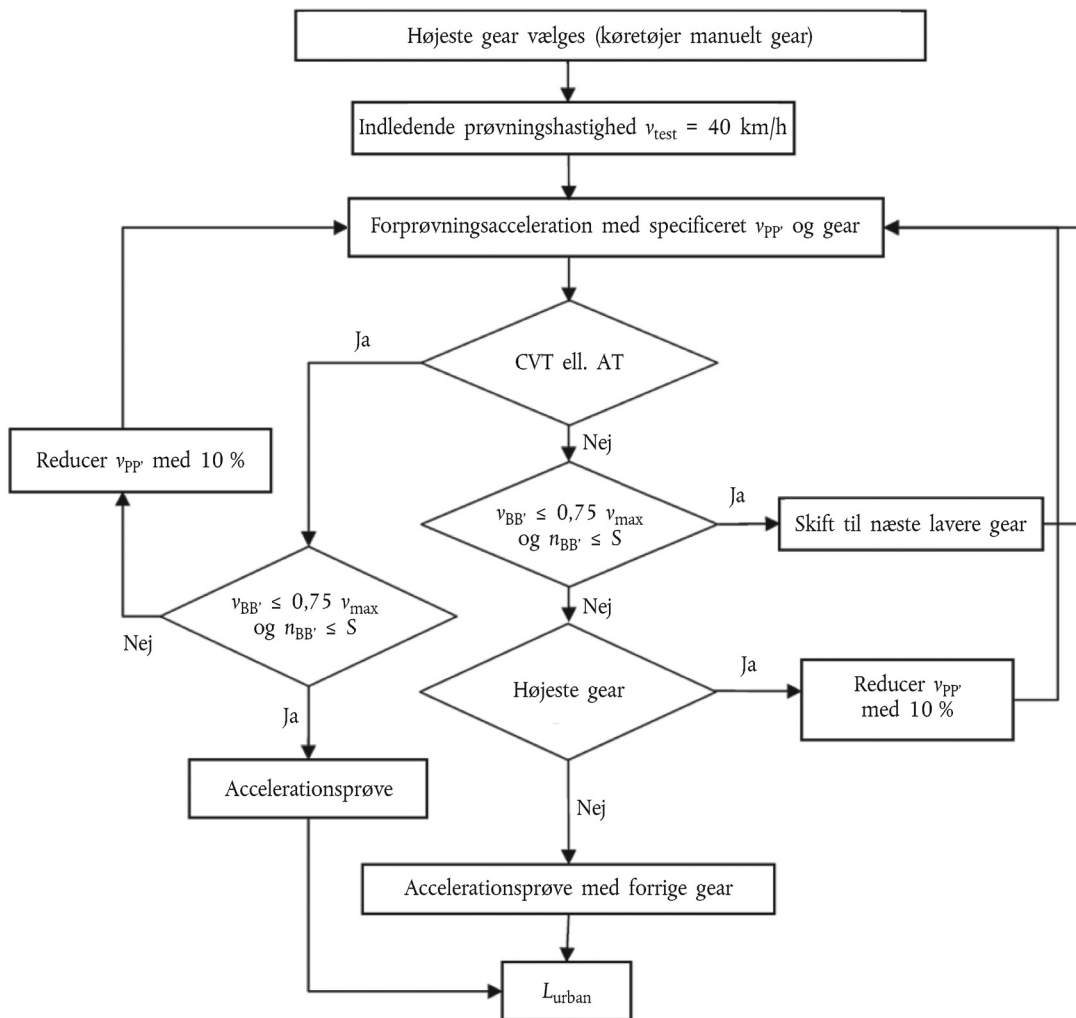 Højeste gear vælges (køretøjer manuelt gear)
Indledende prøvningshastighed v_test = 40 km/h
Forprøvningsacceleration med specificeret v_PP' og gear
Ja
CVT ell. AT
Nej
Reducer v_PP' med 10 %
v_BB' ≤ 0,75 v_max
og n_BB' ≤ S
Ja
Skift til næste lavere gear
v_BB' ≤ 0,75 v_max
og n_BB' ≤ S
Nej
Nej
Højeste gear
Ja
Reducer v_PP'
med 10 %
Ja
Accelerationsprøve
Nej
Accelerationsprøve med forrige gear
L_urban